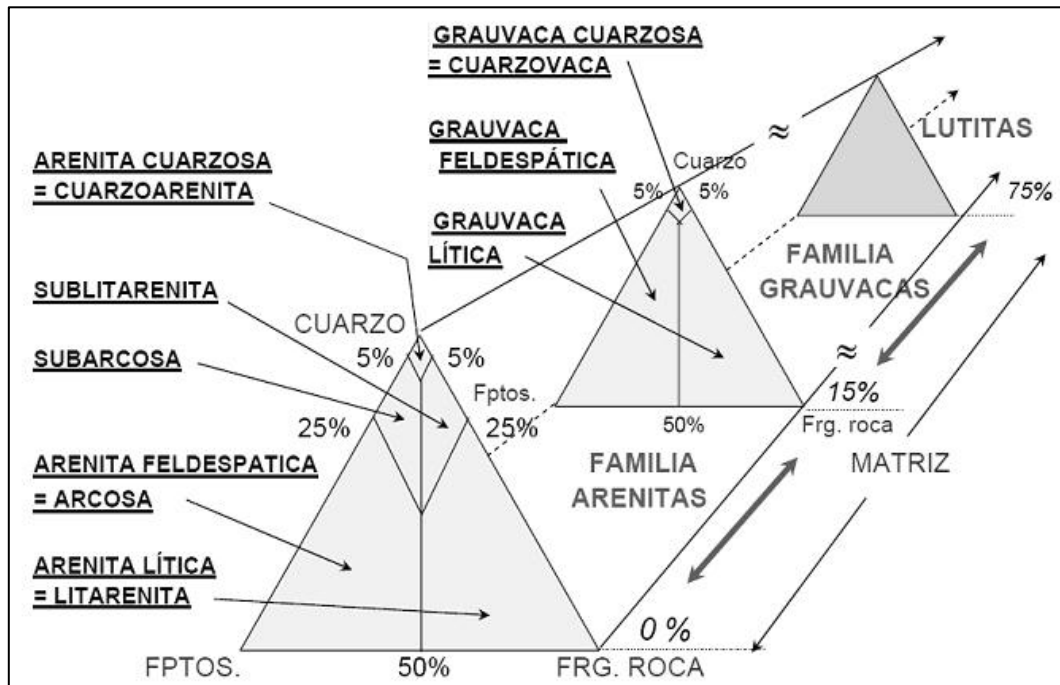 GRAUVACA CUARZOSA
= CUARZOVACA
GRAUVACA
FELDESPÁTICA
ARENITA CUARZOSA
= CUARZOARENITA
GRAUVACA
LÍTICA
SUBLITARENITA
SUBARCOSA
ARENITA FELDESPATICA
= ARCOSA
ARENITA LÍTICA
= LITARENITA
CUARZO
5%
5%
25%
25%
FPTOS.
50%
FRG. ROCA
Cuarzo
5%
5%
Fptos.
50%
Frg. roca
≈
≈
LUTITAS
75%
FAMILIA
GRAUVACAS
15%
FAMILIA
ARENITAS
MATRIZ
0 %